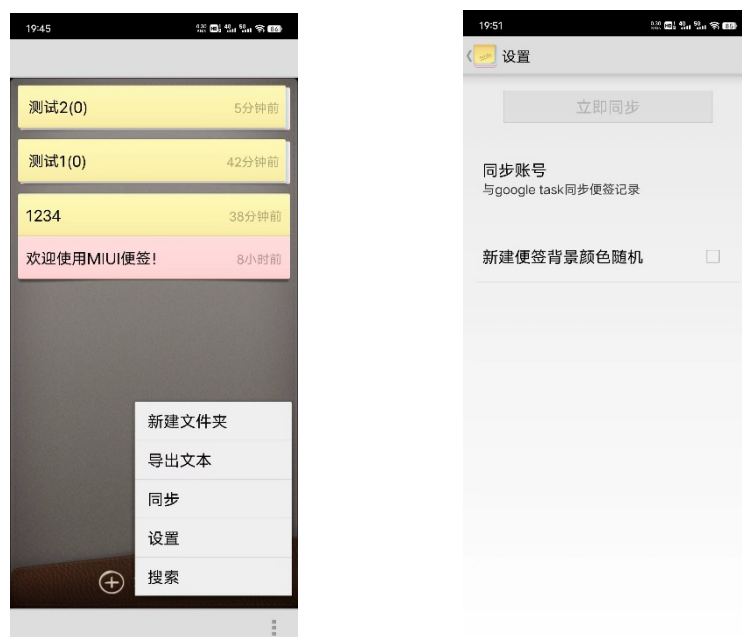 19:45
测试2(0) 5分钟前
测试1(0) 42分钟前
1234 38分钟前
欢迎使用MIUI便签! 8小时前
新建文件夹
导出文本
同步
设置
搜索
19:51
设置
立即同步
同步账号
与google task同步便签记录
新建便签背景颜色随机